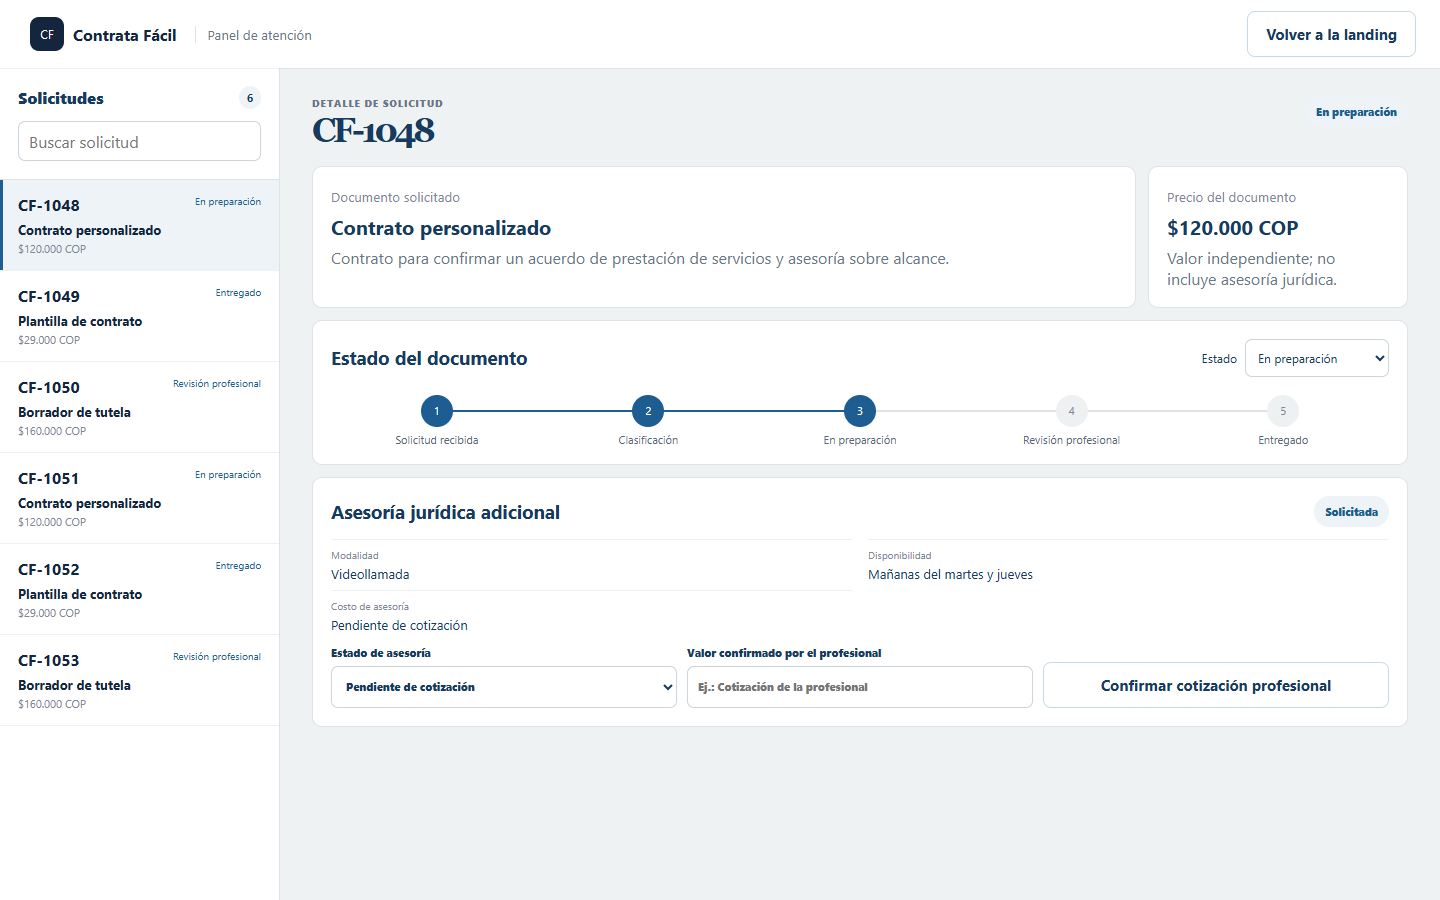 CF
Contrata Fácil
Panel de atención
Volver a la landing
Solicitudes
6
Buscar solicitud
CF-1048
En preparación
Contrato personalizado
$120.000 COP
CF-1049
Entregado
Plantilla de contrato
$29.000 COP
CF-1050
Revisión profesional
Borrador de tutela
$160.000 COP
CF-1051
En preparación
Contrato personalizado
$120.000 COP
CF-1052
Entregado
Plantilla de contrato
$29.000 COP
CF-1053
Revisión profesional
Borrador de tutela
$160.000 COP
DETALLE DE SOLICITUD
CF-1048
En preparación
Documento solicitado
Contrato personalizado
Contrato para confirmar un acuerdo de prestación de servicios y asesoría sobre alcance.
Precio del documento
$120.000 COP
Valor independiente; no
incluye asesoría jurídica.
Estado del documento
Estado
En preparación
1
2
3
4
5
Solicitud recibida
Clasificación
En preparación
Revisión profesional
Entregado
Asesoría jurídica adicional
Solicitada
Modalidad
Videollamada
Disponibilidad
Mañanas del martes y jueves
Costo de asesoría
Pendiente de cotización
Estado de asesoría
Pendiente de cotización
Valor confirmado por el profesional
Ej.: Cotización de la profesional
Confirmar cotización profesional